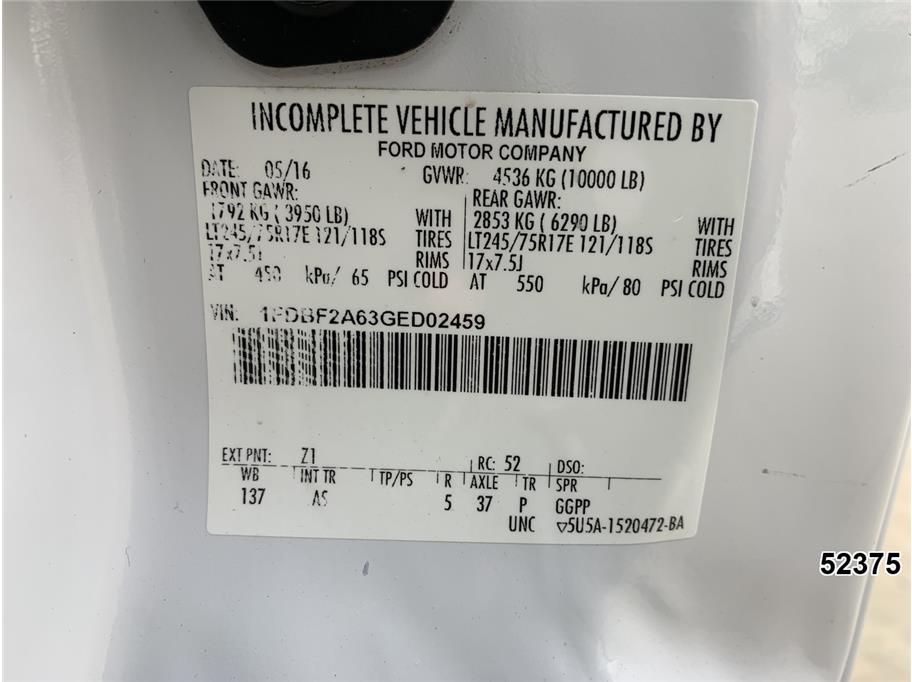 INCOMPLETE VEHICLE MANUFACTURED BY
FORD MOTOR COMPANY
DATE: 05/16 GVWR: 4536 KG (10000 LB)
FRONT GAWR: REAR GAWR:
1792 KG ( 3950 LB) WITH 2853 KG ( 6290 LB) WITH
LT245/75R17E 121/118S TIRES LT245/75R17E 121/118S TIRES
17x7.5J RIMS 17x7.5J RIMS
AT 450 kPa/ 65 PSI COLD AT 550 kPa/ 80 PSI COLD
VIN: 1FDBF2A63GED02459
EXT PNT: Z1 RC: 52 DSO:
WB INT TR TP/PS R AXLE TR SPR
137 AS 5 37 P GGPP
UNC ▽5U5A-1520472-BA
52375